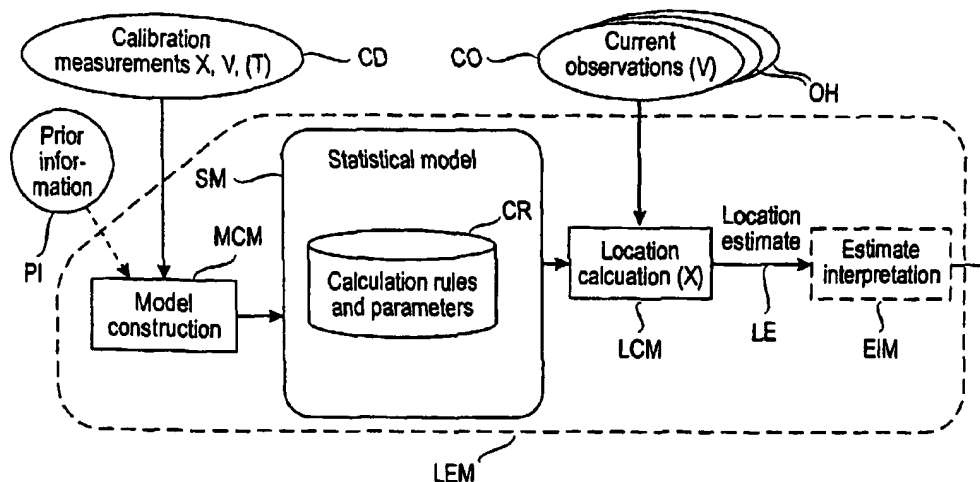 Calibration
measurements X, V, (T)
CD
CO
Current
observations (V)
OH
Prior
infor-
mation
PI
SM
Statistical model
MCM
CR
Model
construction
Calculation rules
and parameters
Location
calcuation (X)
LCM
Location
estimate
LE
Estimate
interpretation
EIM
LEM